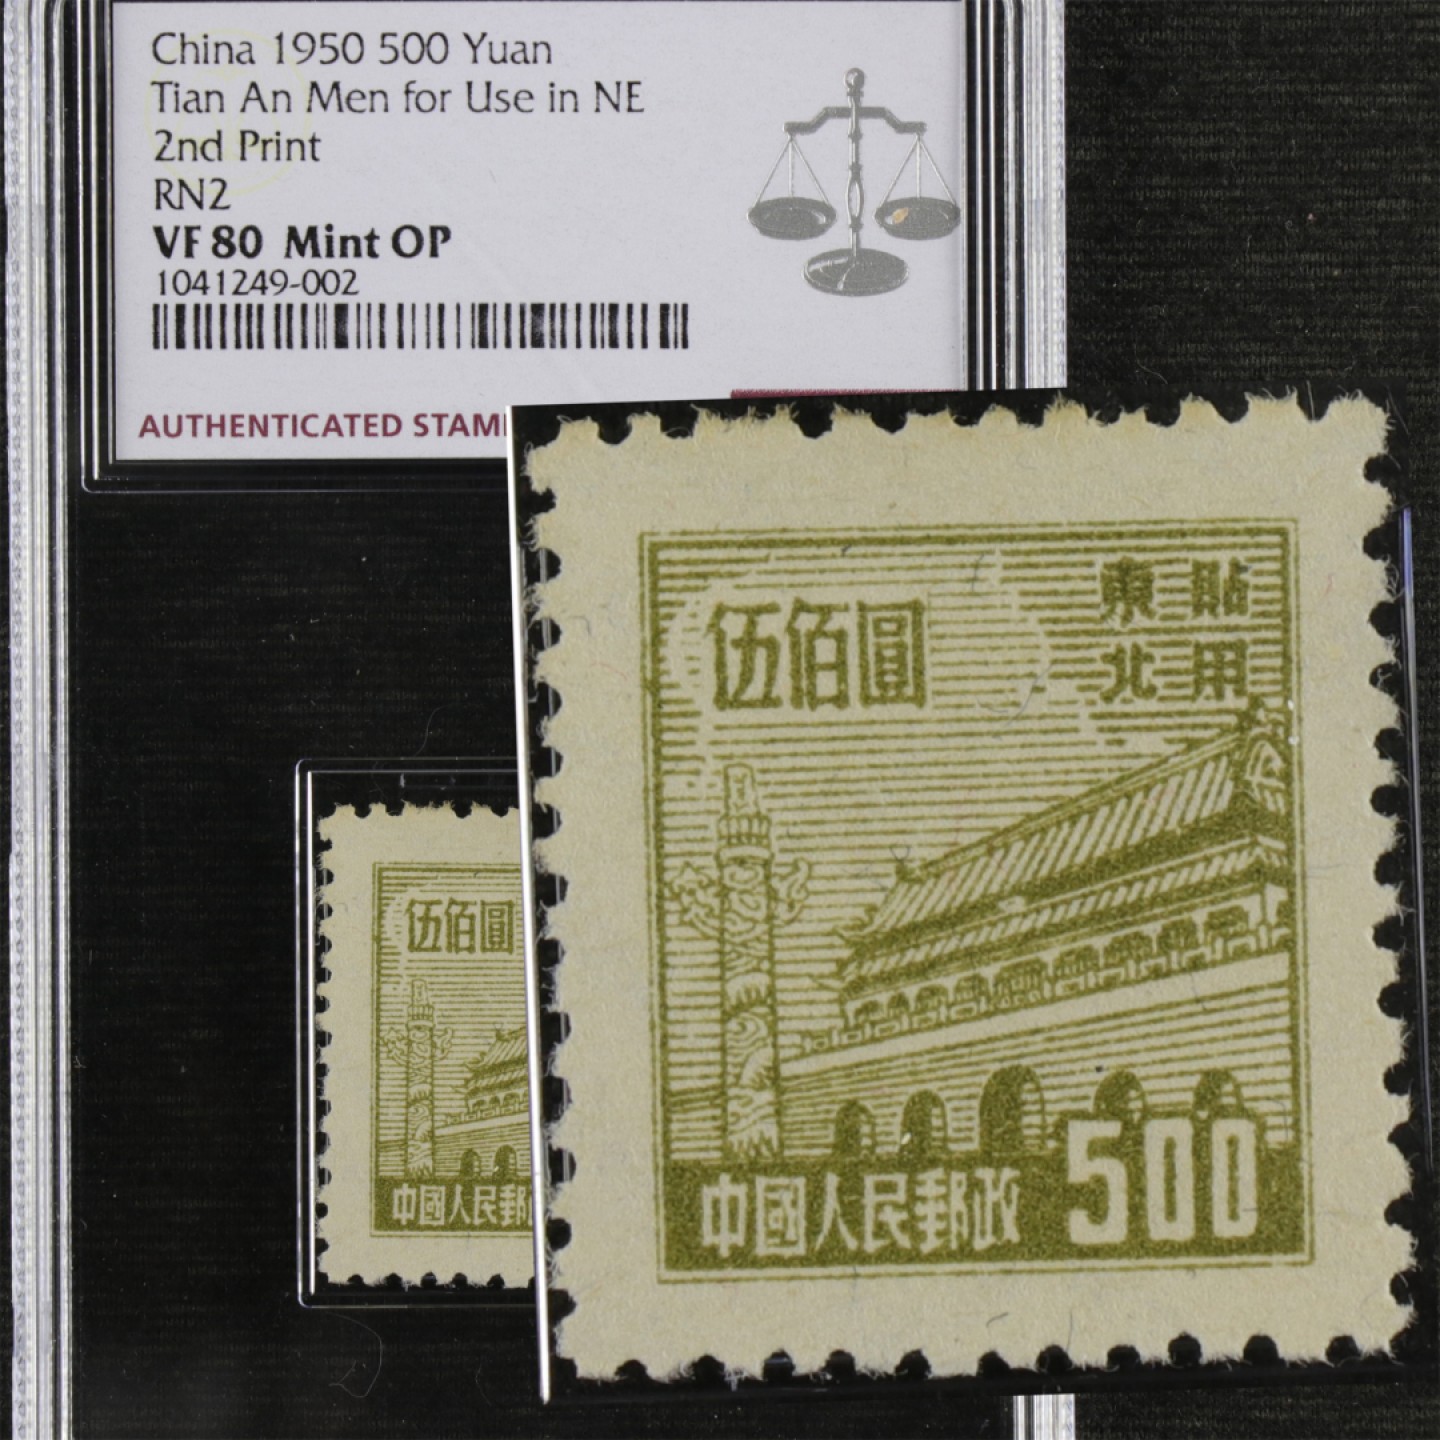 China 1950 500 Yuan
Tian An Men for Use in NE
2nd Print
RN2
VF 80 Mint OP
1041249-002
AUTHENTICATED STAM
伍佰圓
東 貼
北 用
中國人民郵政
500
伍佰圓
中國人民郵